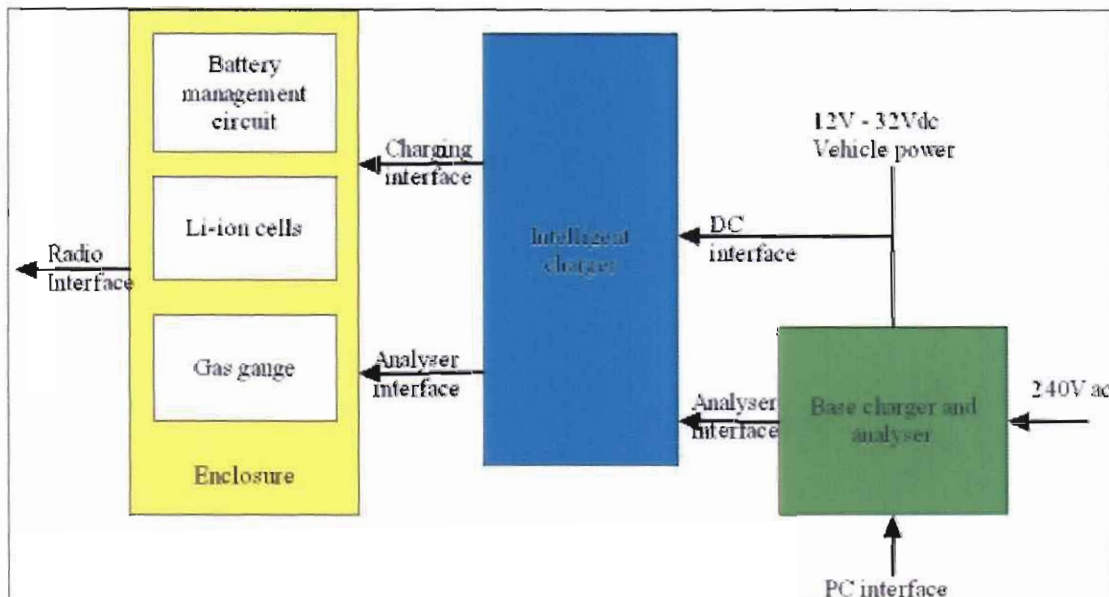 Battery
management
circuit
Li-ion cells
Gas gauge
Enclosure
Radio
Interface
Charging
interface
Analyser
interface
Intelligent
charger
12V - 32Vdc
Vehicle power
DC
interface
Analyser
interface
Base charger and
analyser
240V ac
PC interface